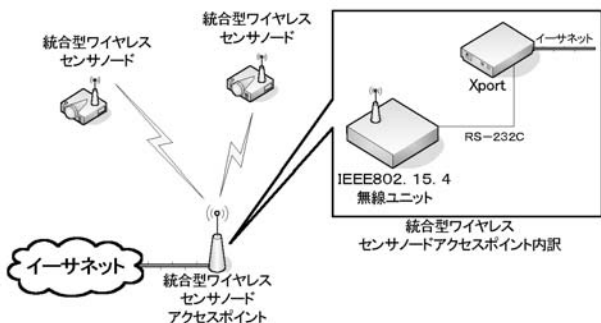 統合型ワイヤレス
センサノード
統合型ワイヤレス
センサノード
イーサネット
Xport
RS-232C
IEEE802.15.4
無線ユニット
統合型ワイヤレス
センサノードアクセスポイント内訳
イーサネット
統合型ワイヤレス
センサノード
アクセスポイント